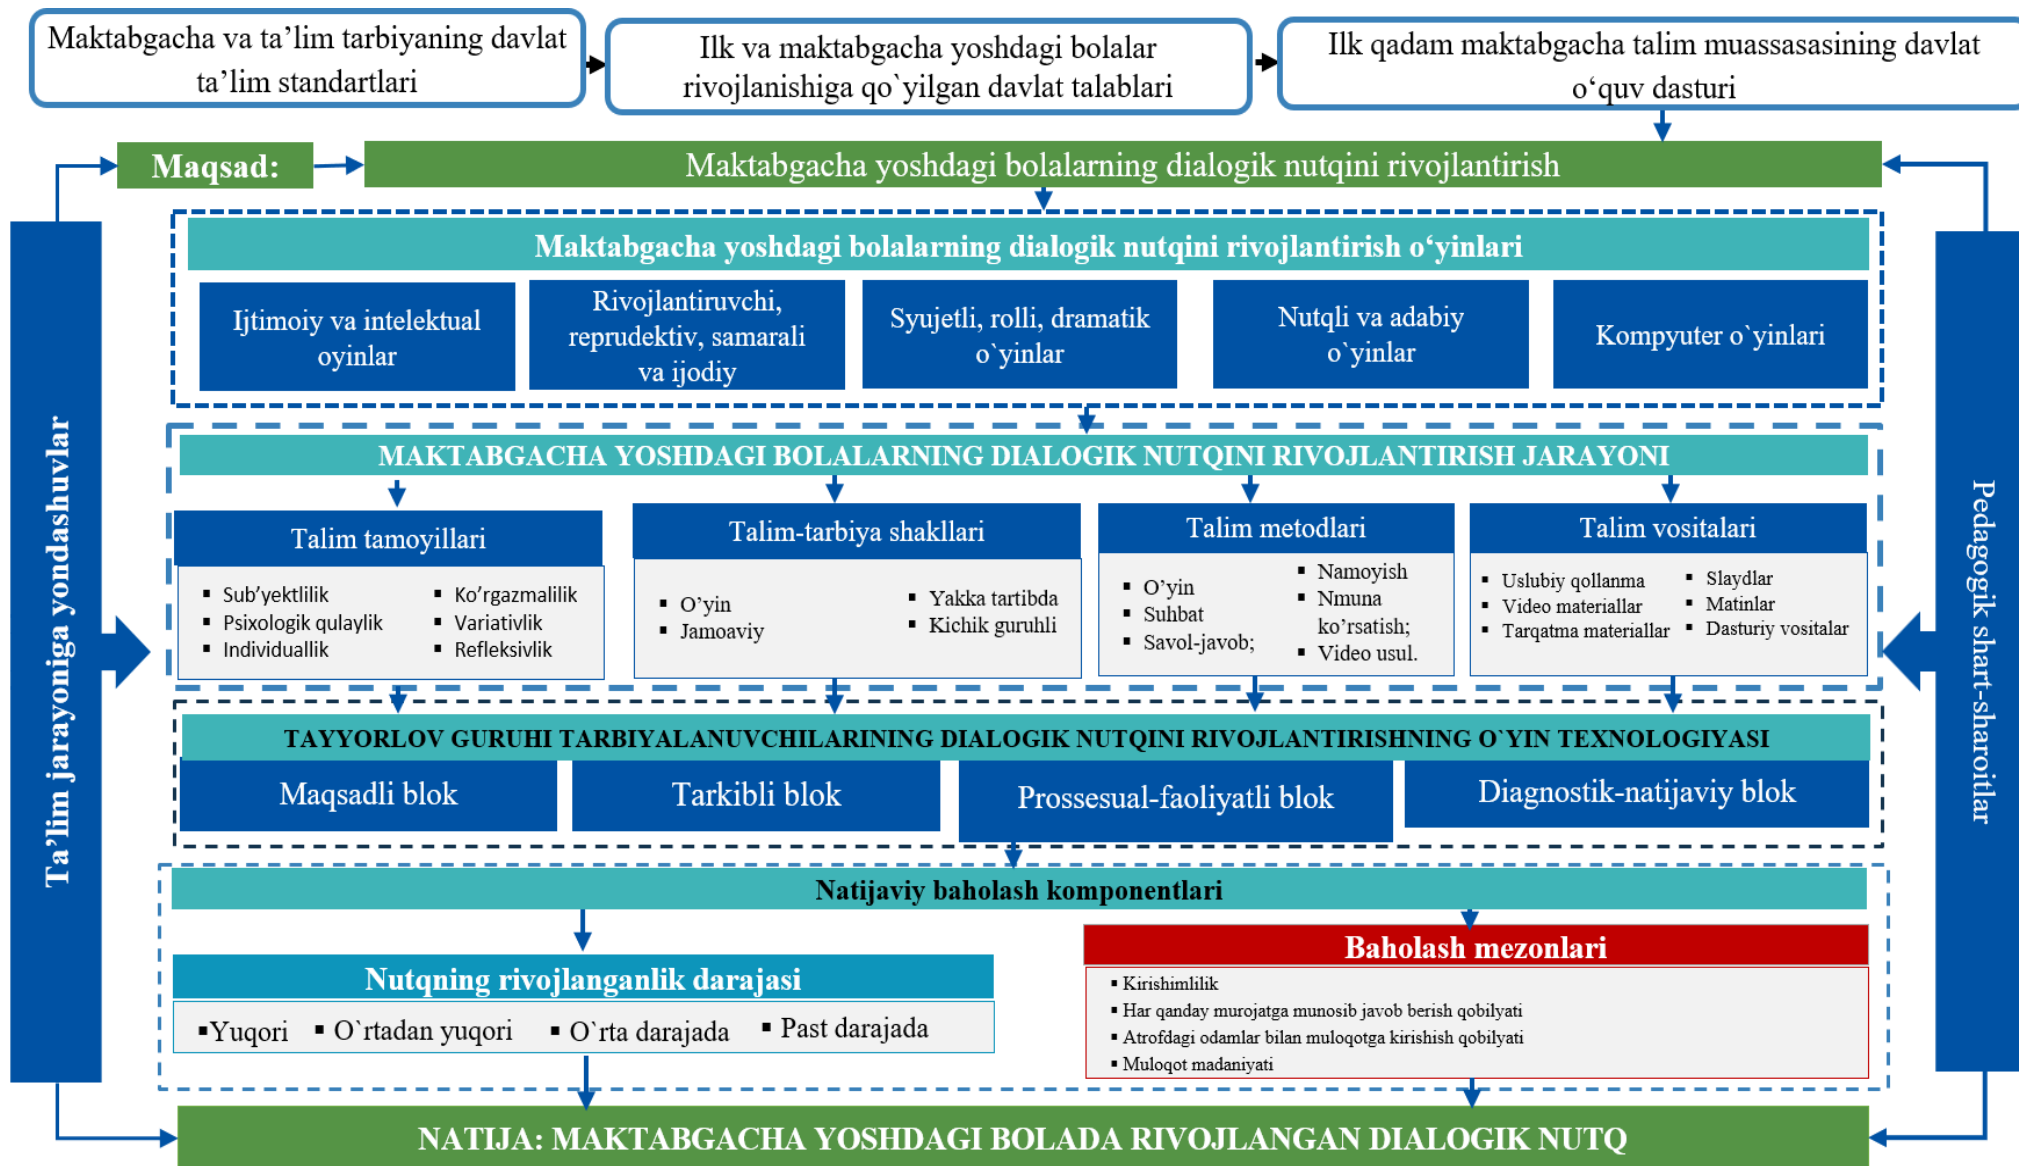 Maktabgacha va ta’lim tarbiyaning davlat
ta’lim standartlari
Ilk va maktabgacha yoshdagi bolalar
rivojlanishiga qo`yilgan davlat talablari
Ilk qadam maktabgacha talim muassasasining davlat
o‘quv dasturi
Maqsad:
Maktabgacha yoshdagi bolalarning dialogik nutqini rivojlantirish
Ta’lim jarayoniga yondashuvlar
Pedagogik shart-sharoitlar
Maktabgacha yoshdagi bolalarning dialogik nutqini rivojlantirish o‘yinlari
Ijtimoiy va intelektual
oyinlar
Rivojlantiruvchi,
reprudektiv, samarali
va ijodiy
Syujetli, rolli, dramatik
o`yinlar
Nutqli va adabiy
o`yinlar
Kompyuter o`yinlari
MAKTABGACHA YOSHDAGI BOLALARNING DIALOGIK NUTQINI RIVOJLANTIRISH JARAYONI
Talim tamoyillari
▪ Sub’yektlilik
▪ Psixologik qulaylik
▪ Individuallik
▪ Ko’rgazmalilik
▪ Variativlik
▪ Refleksivlik
Talim-tarbiya shakllari
▪ O’yin
▪ Jamoaviy
▪ Yakka tartibda
▪ Kichik guruhli
Talim metodlari
▪ O’yin
▪ Suhbat
▪ Savol-javob;
▪ Namoyish
▪ Nmuna
ko’rsatish;
▪ Video usul.
Talim vositalari
▪ Uslubiy qollanma
▪ Video materiallar
▪ Tarqatma materiallar
▪ Slaydlar
▪ Matinlar
▪ Dasturiy vositalar
TAYYORLOV GURUHI TARBIYALANUVCHILARINING DIALOGIK NUTQINI RIVOJLANTIRISHNING O`YIN TEXNOLOGIYASI
Maqsadli blok
Tarkibli blok
Prossesual-faoliyatli blok
Diagnostik-natijaviy blok
Natijaviy baholash komponentlari
Nutqning rivojlanganlik darajasi
▪Yuqori ▪ O`rtadan yuqori ▪ O`rta darajada ▪ Past darajada
Baholash mezonlari
▪ Kirishimlilik
▪ Har qanday murojatga munosib javob berish qobilyati
▪ Atrofdagi odamlar bilan muloqotga kirishish qobilyati
▪ Muloqot madaniyati
NATIJA: MAKTABGACHA YOSHDAGI BOLADA RIVOJLANGAN DIALOGIK NUTQ